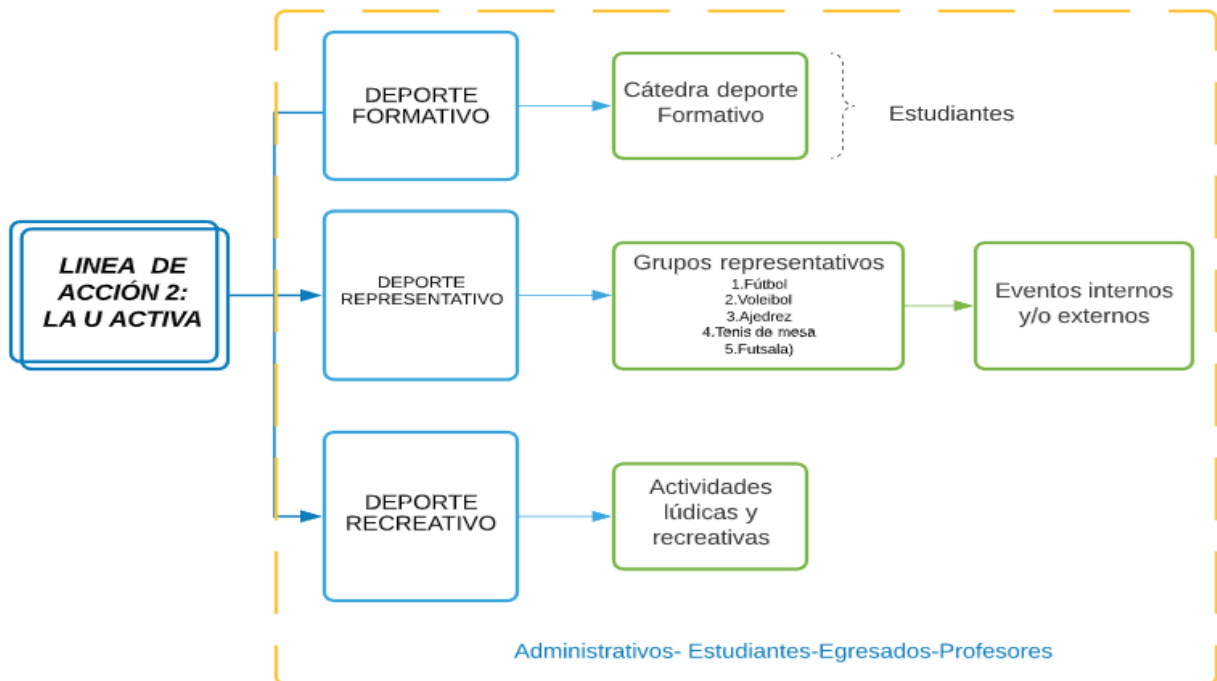 LINEA DE
ACCIÓN 2:
LA U ACTIVA
DEPORTE
FORMATIVO
Cátedra deporte
Formativo
Estudiantes
DEPORTE
REPRESENTATIVO
Grupos representativos
1.Fútbol
2.Voleibol
3.Ajedrez
4.Tenis de mesa
5.Futsala)
Eventos internos
y/o externos
DEPORTE
RECREATIVO
Actividades
lúdicas y
recreativas
Administrativos- Estudiantes-Egresados-Profesores